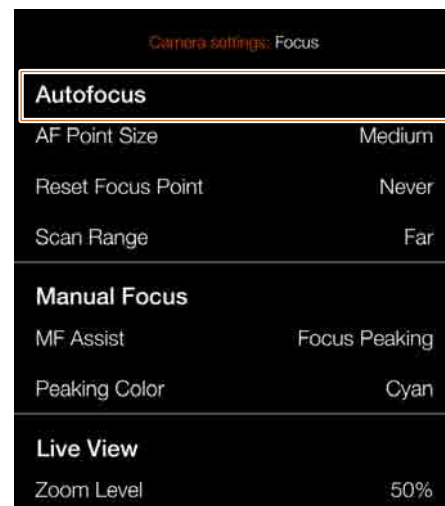 Camera settings: Focus
Autofocus
AF Point Size Medium
Reset Focus Point Never
Scan Range Far
Manual Focus
MF Assist Focus Peaking
Peaking Color Cyan
Live View
Zoom Level 50%